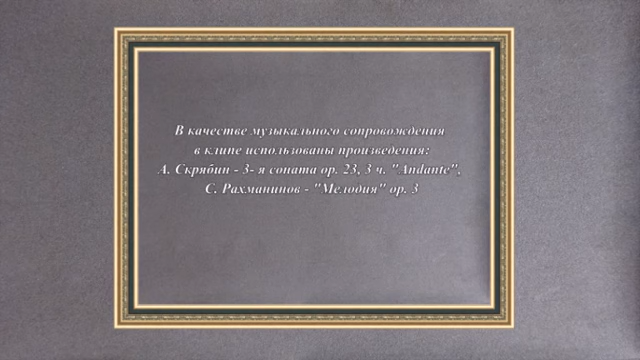 В качестве музыкального сопровождения
в клипе использованы произведения:
А. Скрябин - 3- я соната ор. 23, 3 ч. "Andante",
С. Рахманинов - "Мелодия" ор. 3